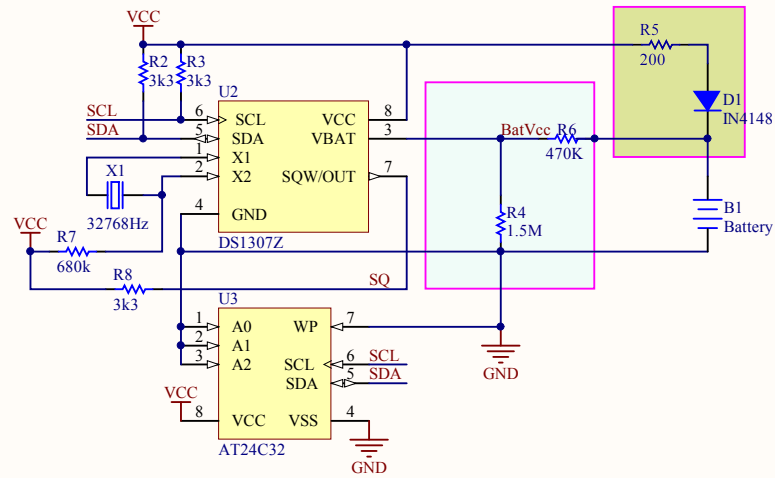 VCC
R2
3k3
R3
3k3
R5
200
D1
IN4148
U2
SCL
SDA
6
5
1
2
4
SCL
SDA
X1
X2
GND
VCC
VBAT
SQW/OUT
8
3
7
DS1307Z
BatVcc
R6
470K
R4
1.5M
B1
Battery
X1
32768Hz
VCC
R7
680k
R8
3k3
SQ
U3
1
2
3
8
A0
A1
A2
VCC
WP
SCL
SDA
VSS
7
6
5
4
SCL
SDA
VCC
AT24C32
GND
GND